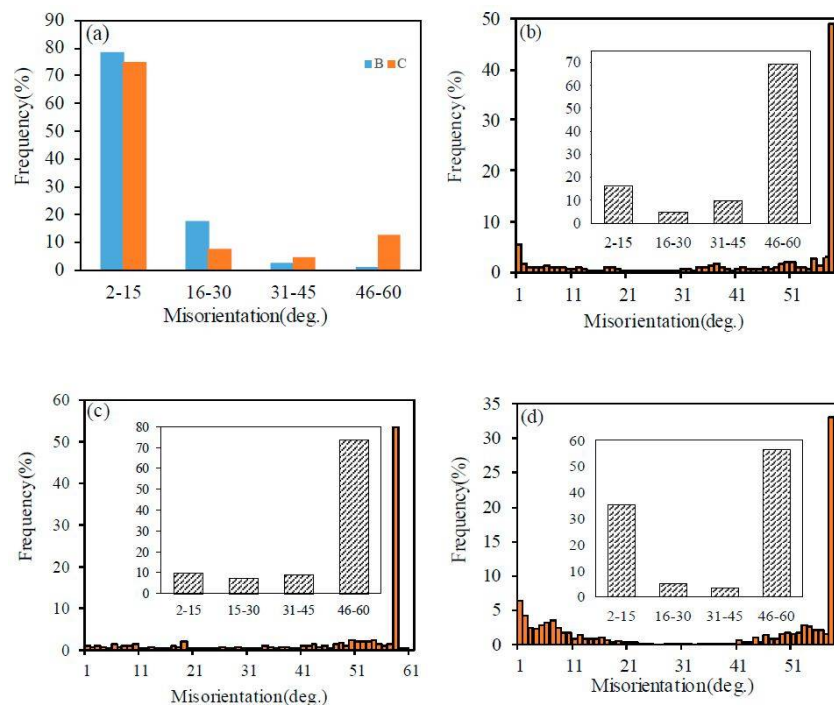 (a)
90
80
70
60
50
40
30
20
10
0
Frequency(%)
B C
2-15 16-30 31-45 46-60
Misorientation(deg.)
(b)
50
40
30
20
10
0
Frequency(%)
70
60
50
40
30
20
10
0
2-15 16-30 31-45 46-60
1 11 21 31 41 51
Misorientation(deg.)
(c)
60
50
40
30
20
10
0
Frequency(%)
80
70
60
50
40
30
20
10
0
2-15 15-30 31-45 46-60
1 11 21 31 41 51 61
Misorientation(deg.)
(d)
35
30
25
20
15
10
5
0
Frequency(%)
60
50
40
30
20
10
0
2-15 16-30 31-45 46-60
1 11 21 31 41 51
Misorientation(deg.)